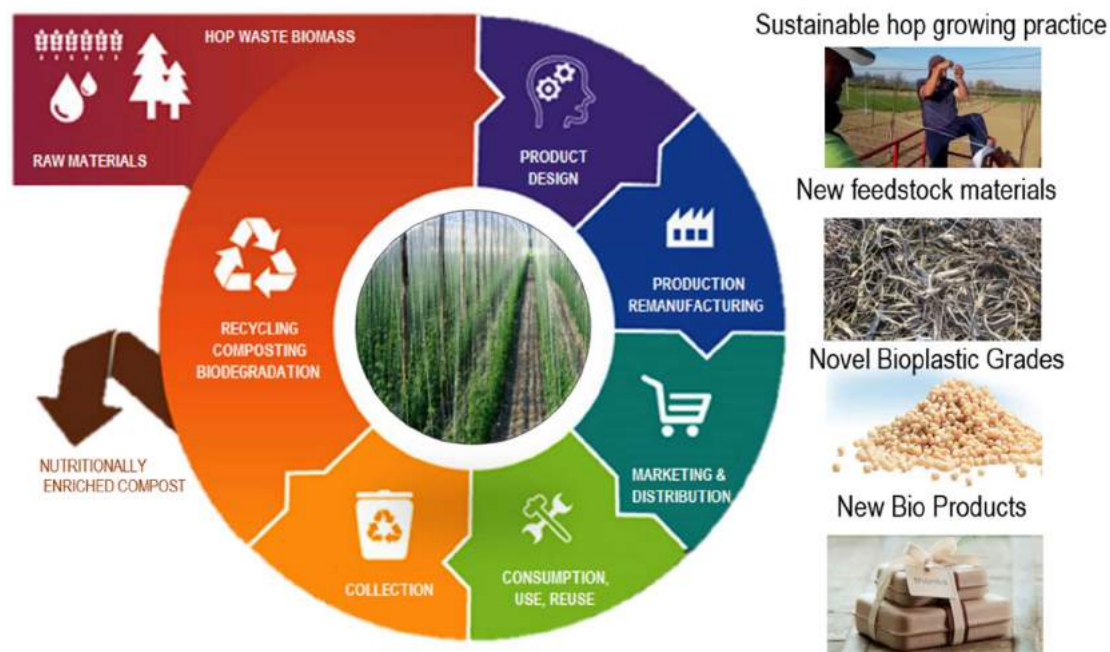 HOP WASTE BIOMASS
RAW MATERIALS
PRODUCT
DESIGN
PRODUCTION
REMANUFACTURING
MARKETING &
DISTRIBUTION
CONSUMPTION,
USE, REUSE
COLLECTION
RECYCLING
COMPOSTING
BIODEGRADATION
NUTRITIONALLY
ENRICHED COMPOST
Sustainable hop growing practice
New feedstock materials
Novel Bioplastic Grades
New Bio Products
thanks